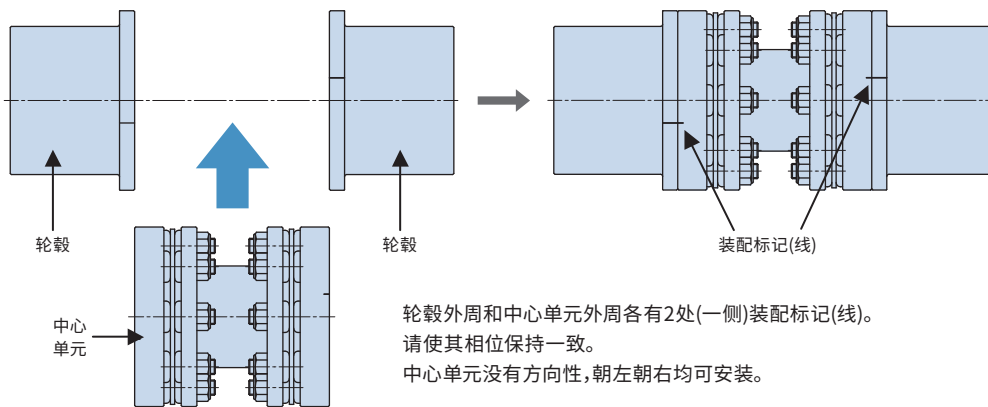 轮毂
轮毂
装配标记(线)
中心
单元
轮毂外周和中心单元外周各有2处(一侧)装配标记(线)。
请使其相位保持一致。
中心单元没有方向性,朝左朝右均可安装。